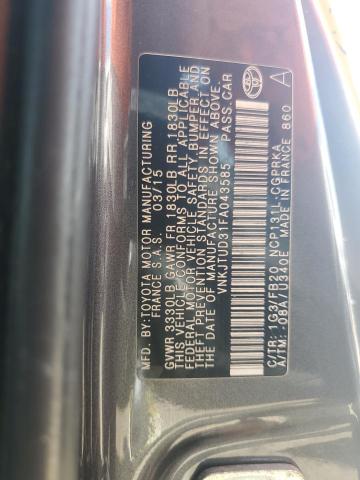 MFD. BY:TOYOTA MOTOR MANUFACTURING
FRANCE S.A.S. 03/15
GVWR 3330LB GAWR FR 1830LB RR 1830LB
THIS VEHICLE CONFORMS TO ALL APPLICABLE
FEDERAL MOTOR VEHICLE SAFETY BUMPER, AND
THEFT PREVENTION STANDARDS IN EFFECT ON
THE DATE OF MANUFACTURE SHOWN ABOVE.
VNKJTUD31FA043585 PASS.CAR
C/TR: 1G3/FB20 NCP131L-CGPRKA
A/TM: -08A/U340E MADE IN FRANCE 860
A